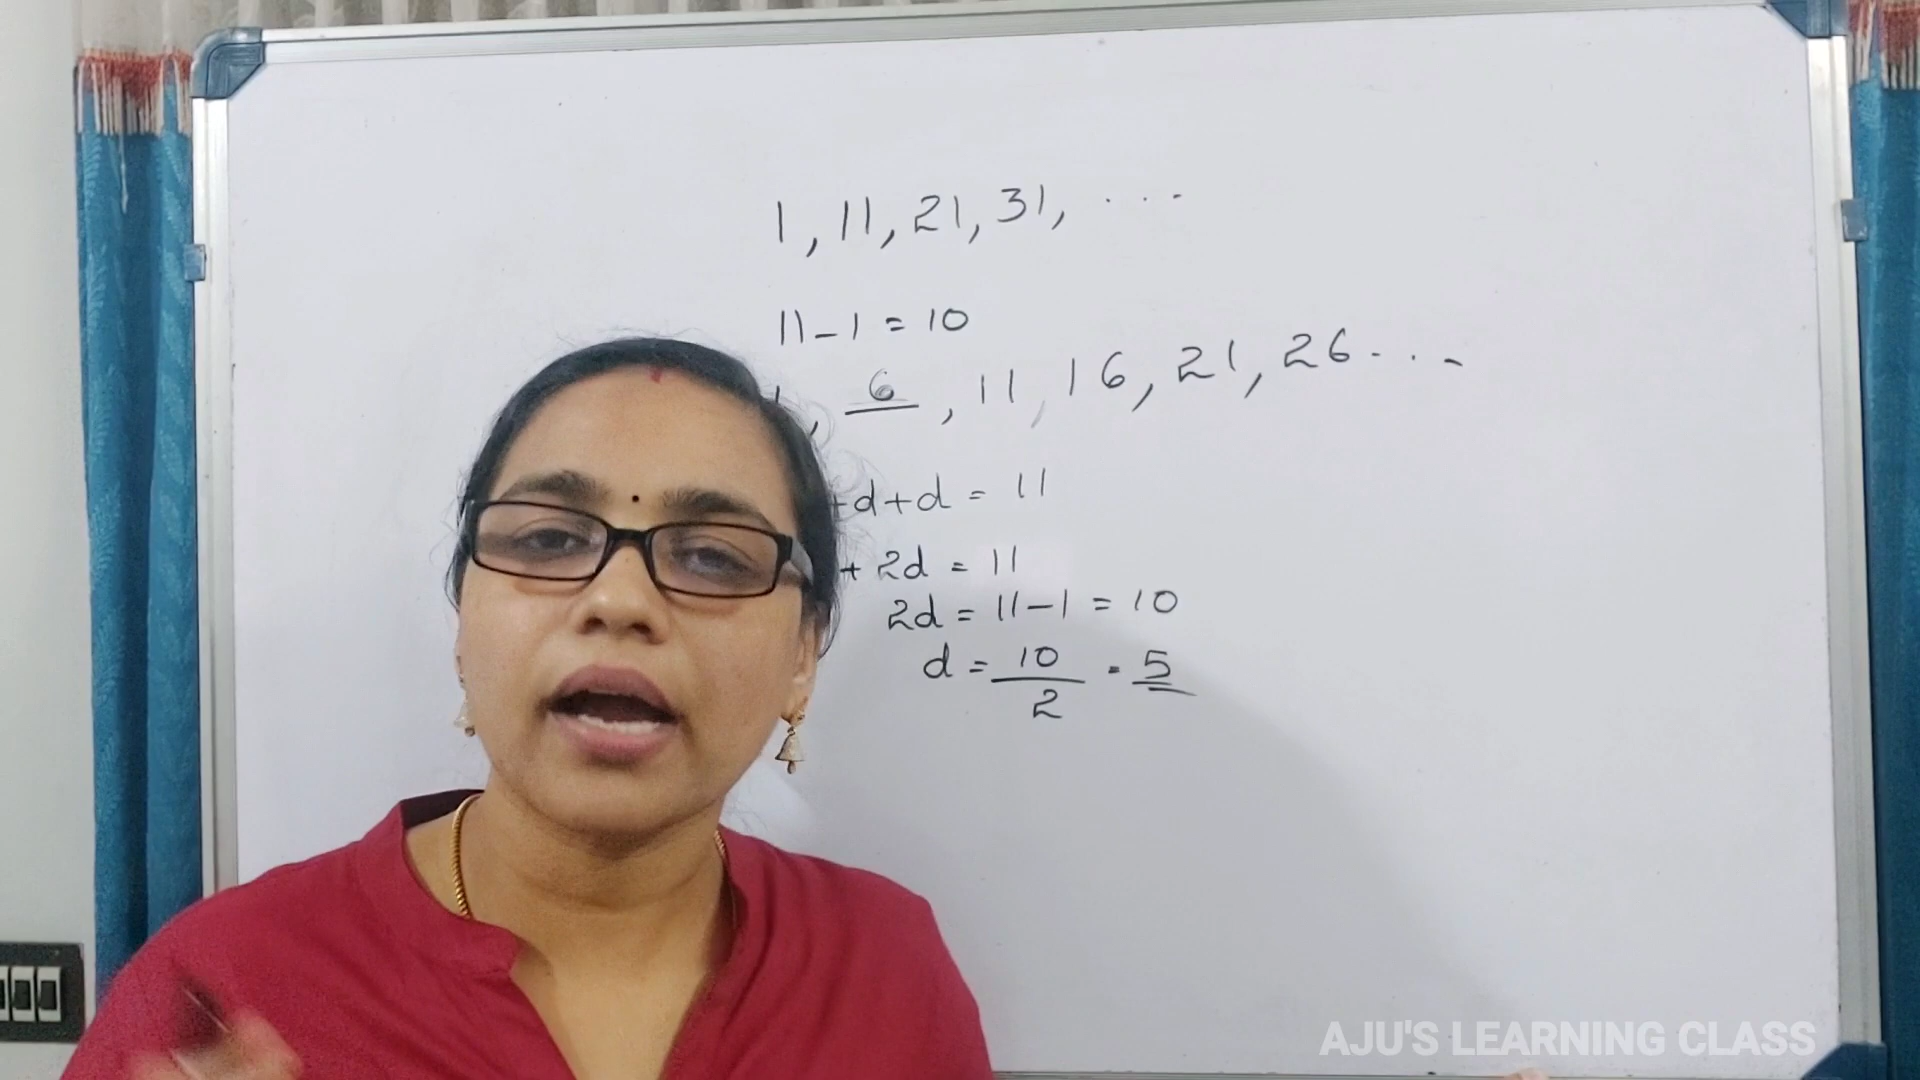 1, 11, 21, 31, ...
11 - 1 = 10
, 6, 11, 16, 21, 26...
+d+d = 11
+ 2d = 11
2d = 11-1 = 10
d = 10/2 = 5
AJU'S LEARNING CLASS